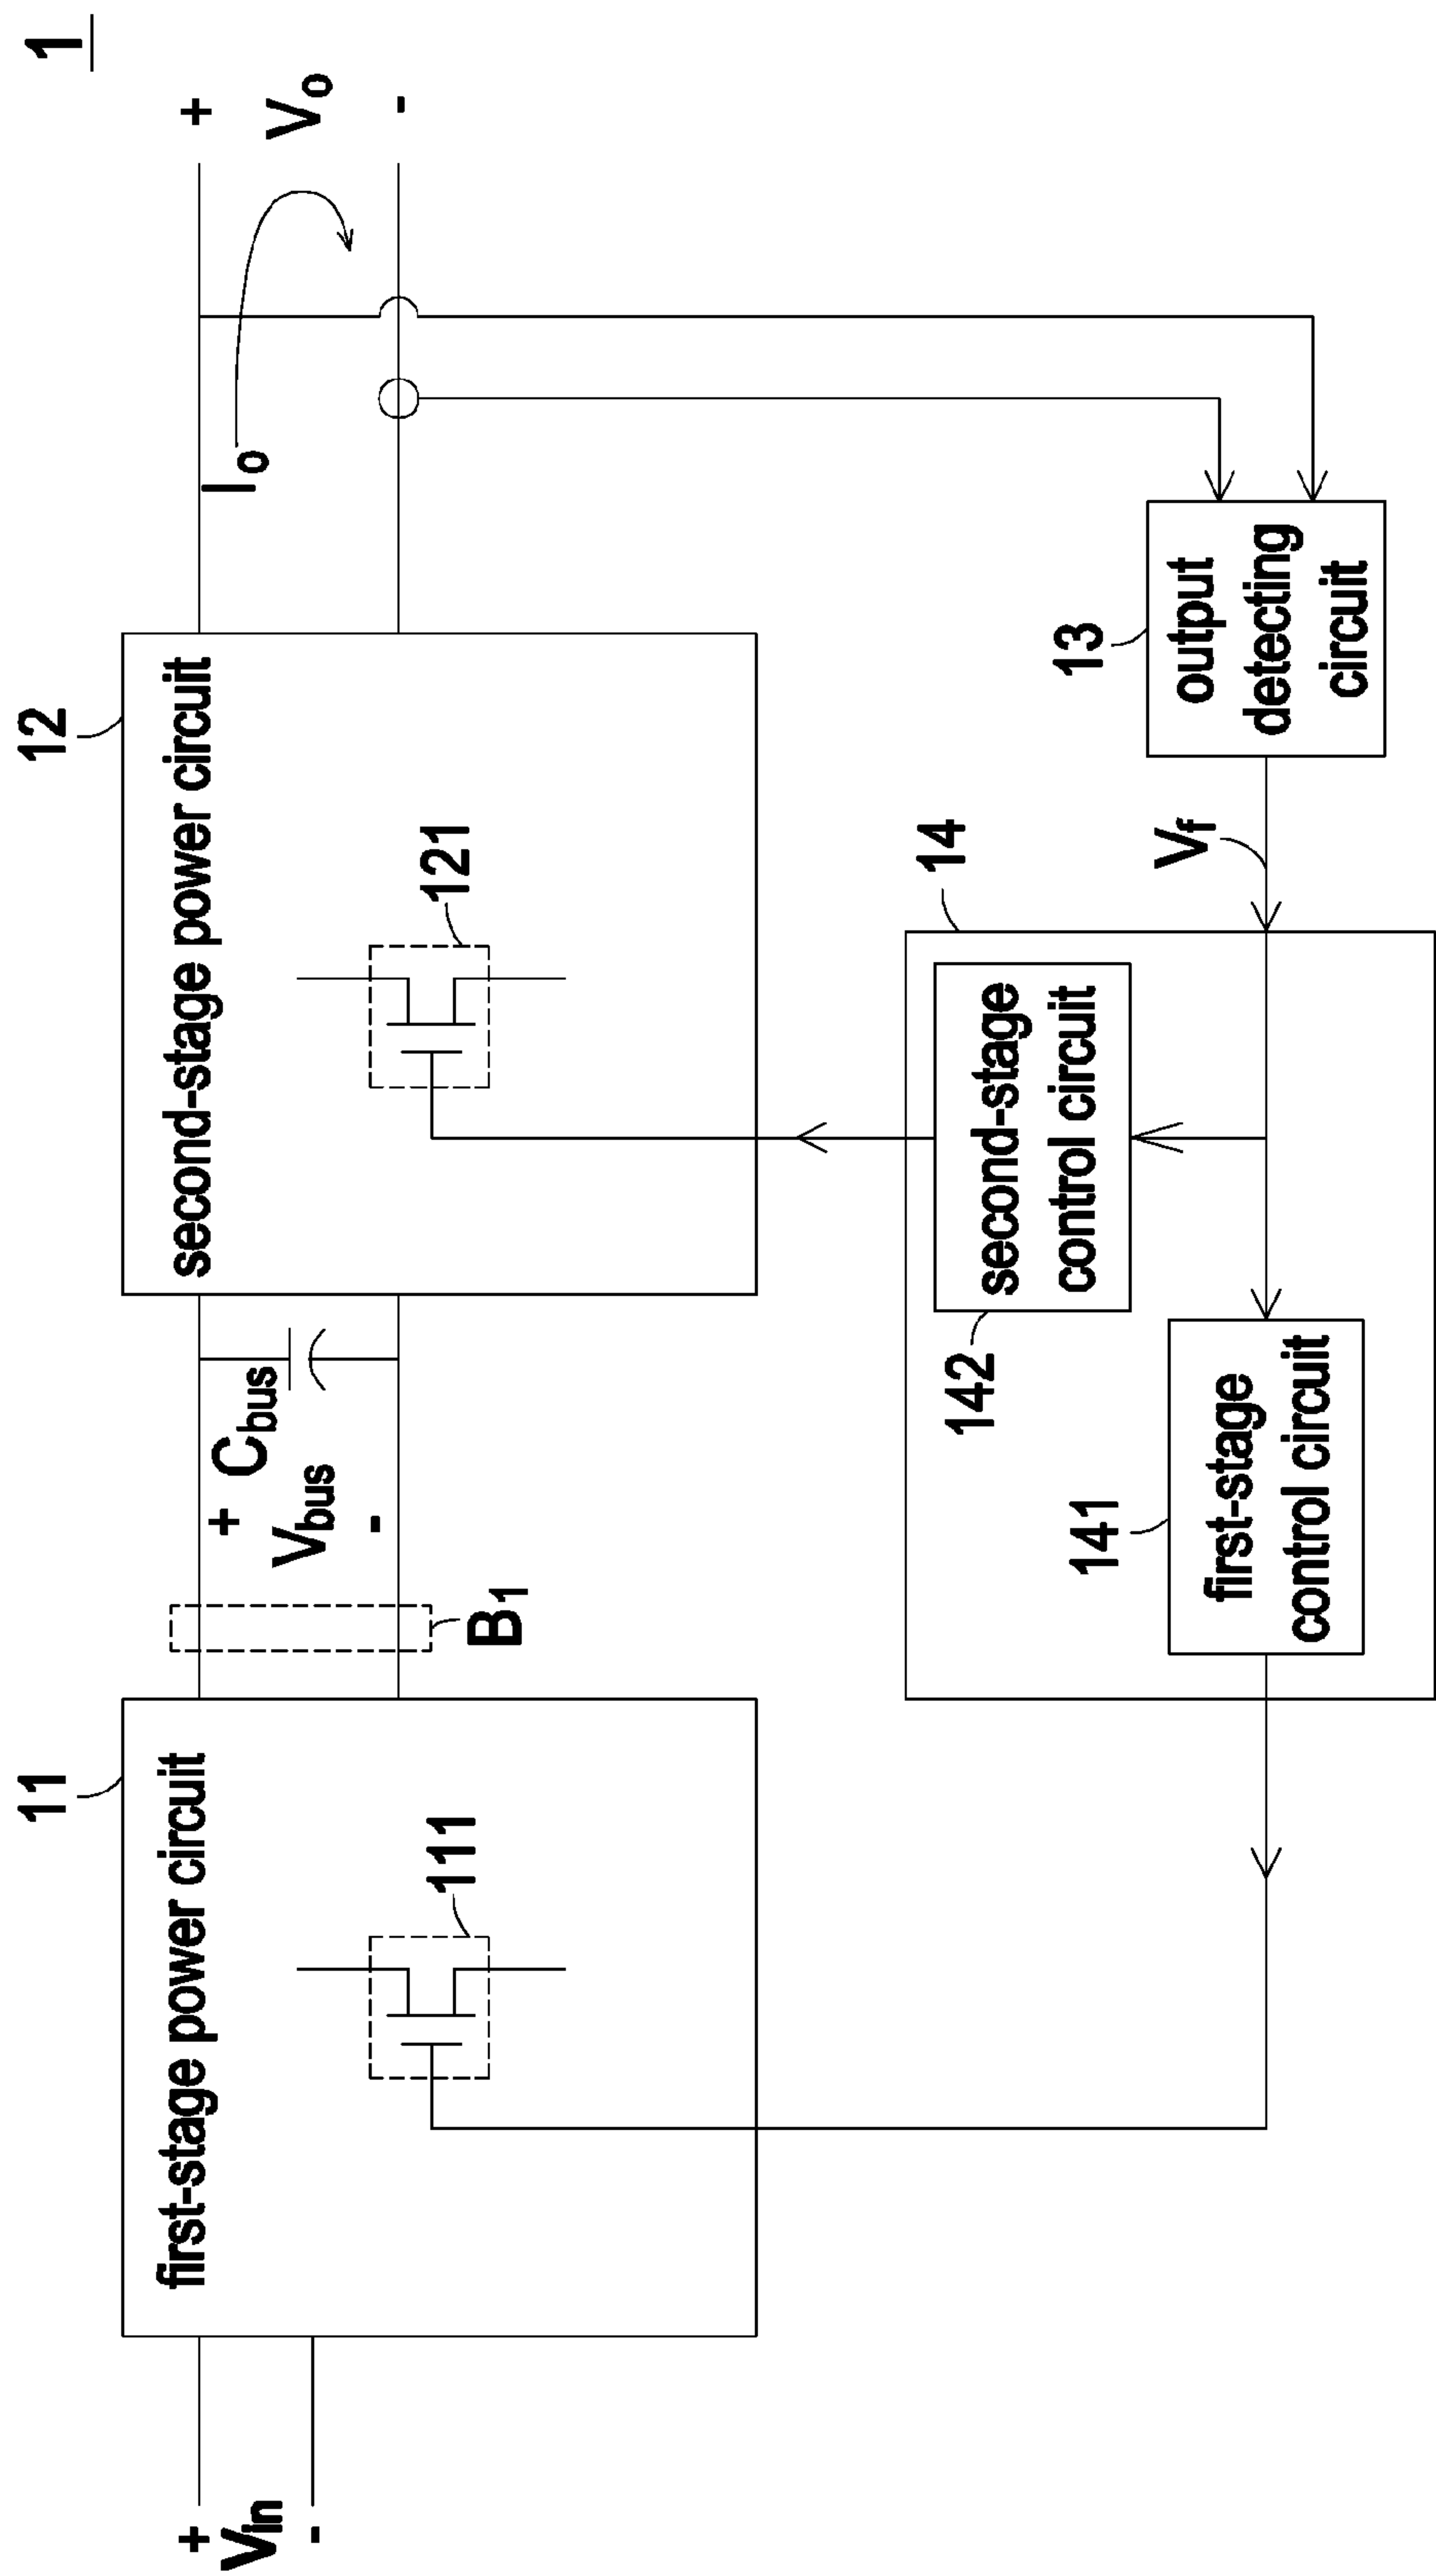 1
11
first-stage power circuit
111
+
Vin
-
B1
+
Vbus
-
Cbus
12
second-stage power circuit
121
Io
+
Vo
-
14
141
first-stage
control circuit
142
second-stage
control circuit
Vf
13
output
detecting
circuit